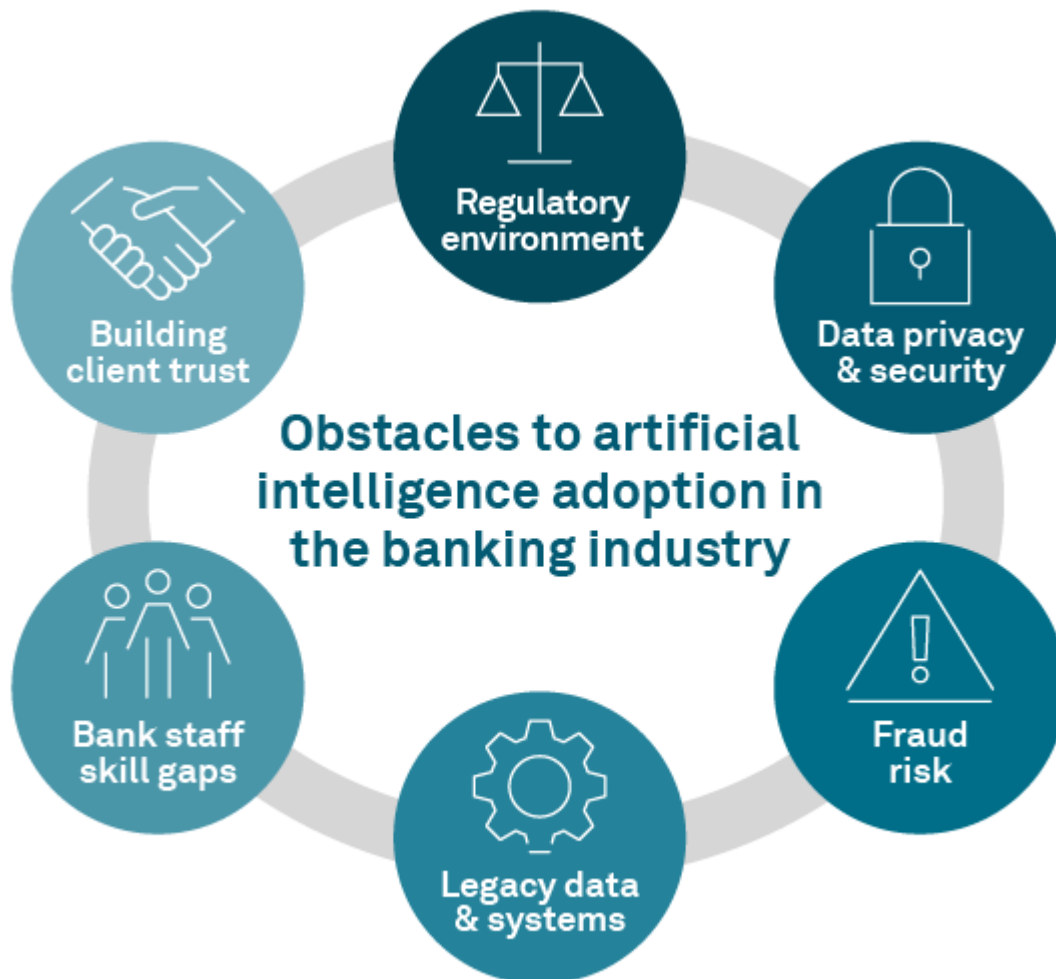 Obstacles to artificial
intelligence adoption in
the banking industry
Regulatory
environment
Data privacy
& security
Fraud
risk
Legacy data
& systems
Bank staff
skill gaps
Building
client trust